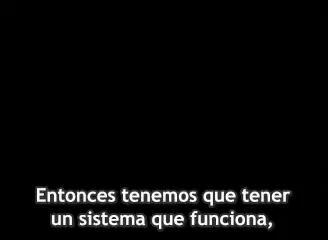 Entonces tenemos que tener
un sistema que funciona,